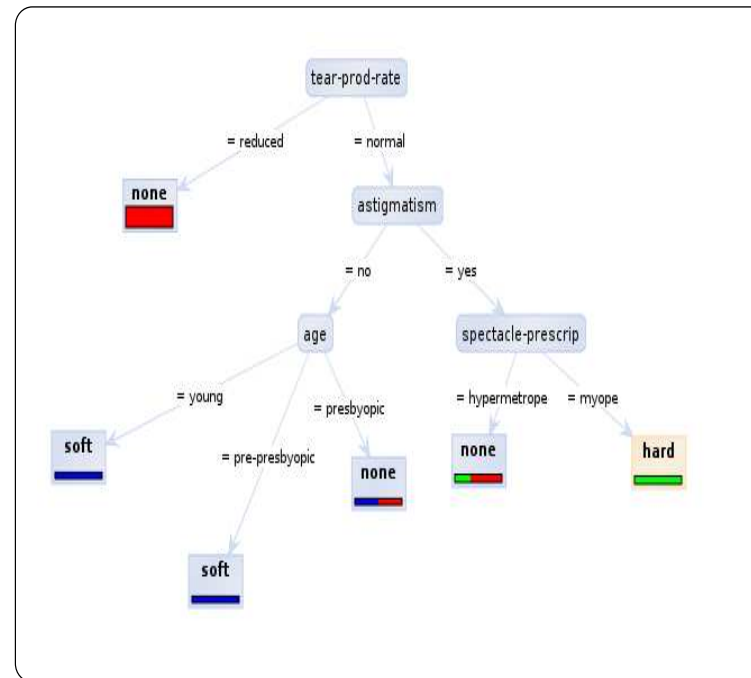 tear-prod-rate
= reduced
= normal
none
astigmatism
= no
= yes
age
spectacle-prescrip
= young
= presbyopic
= hypermetrope
= myope
soft
= pre-presbyopic
none
none
hard
soft